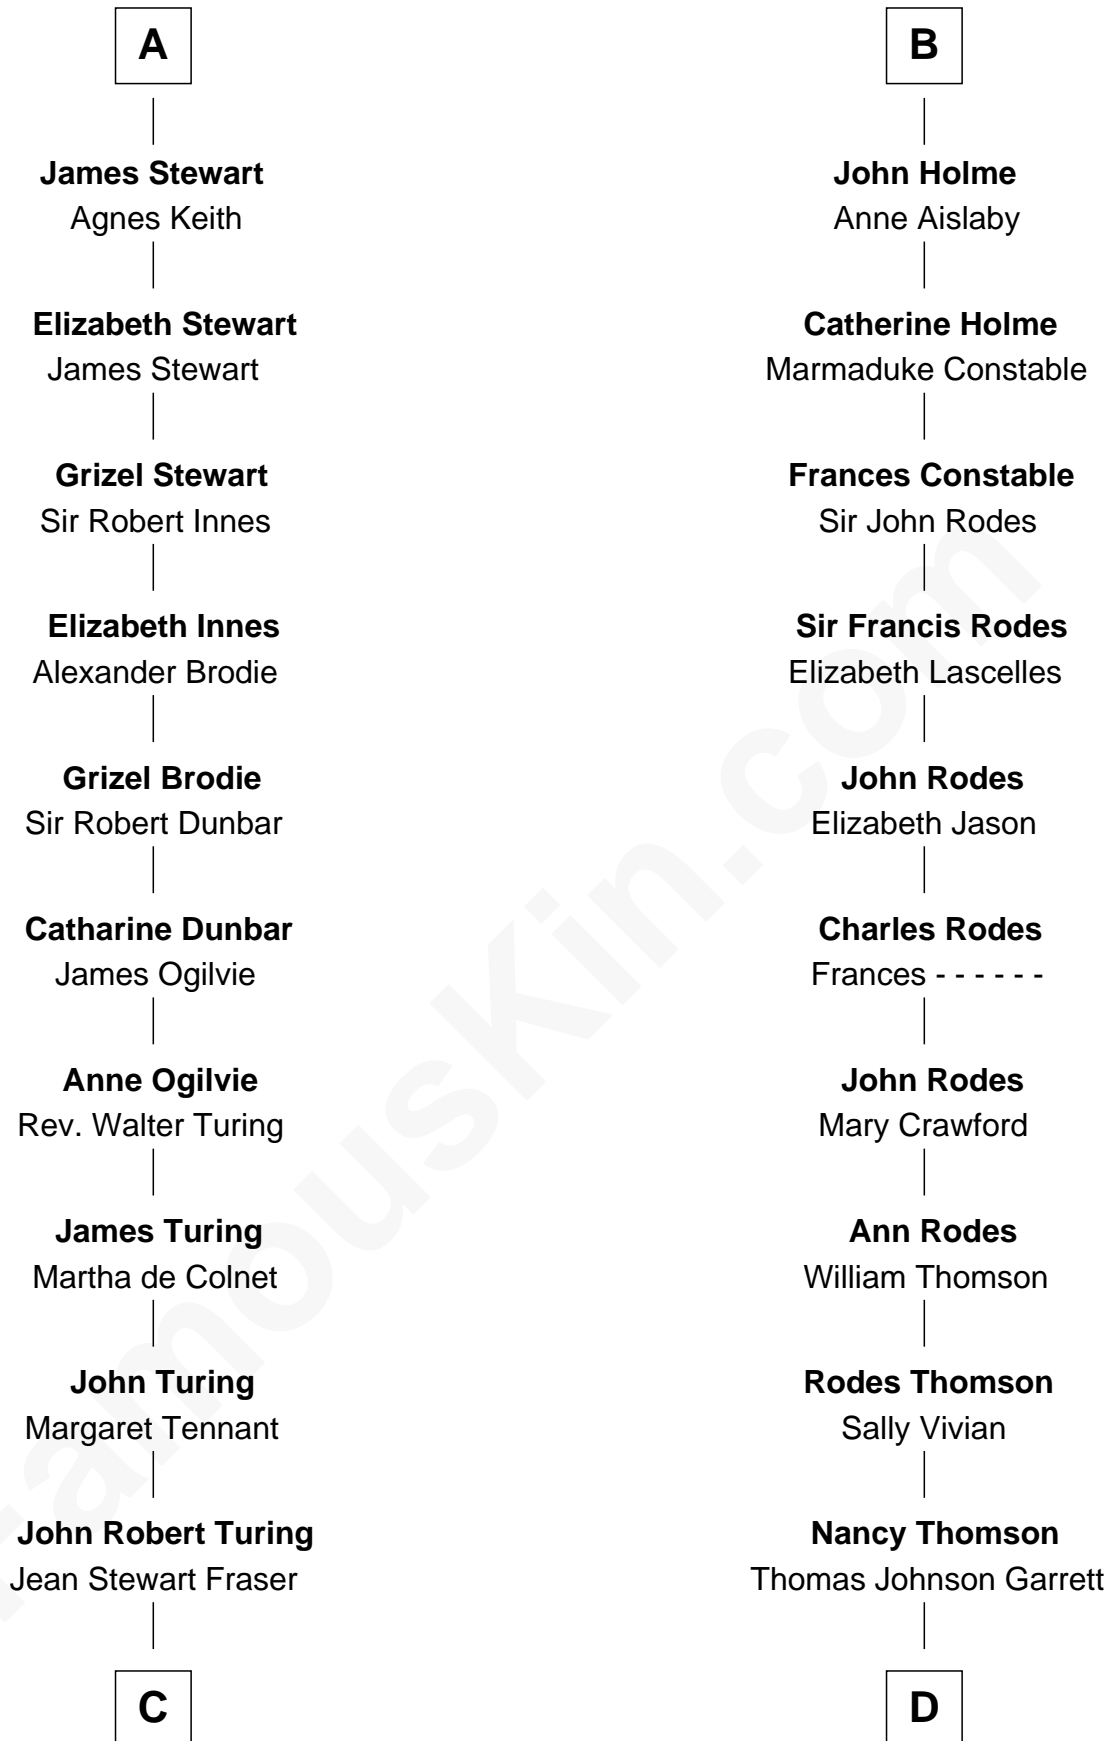 A
James Stewart
Agnes Keith
Elizabeth Stewart
James Stewart
Grizel Stewart
Sir Robert Innes
Elizabeth Innes
Alexander Brodie
Grizel Brodie
Sir Robert Dunbar
Catharine Dunbar
James Ogilvie
Anne Ogilvie
Rev. Walter Turing
James Turing
Martha de Colnet
John Turing
Margaret Tennant
John Robert Turing
Jean Stewart Fraser
C
B
John Holme
Anne Aislaby
Catherine Holme
Marmaduke Constable
Frances Constable
Sir John Rodes
Sir Francis Rodes
Elizabeth Lascelles
John Rodes
Elizabeth Jason
Charles Rodes
Frances - - - - - -
John Rodes
Mary Crawford
Ann Rodes
William Thomson
Rodes Thomson
Sally Vivian
Nancy Thomson
Thomas Johnson Garrett
D
FamousKin.com